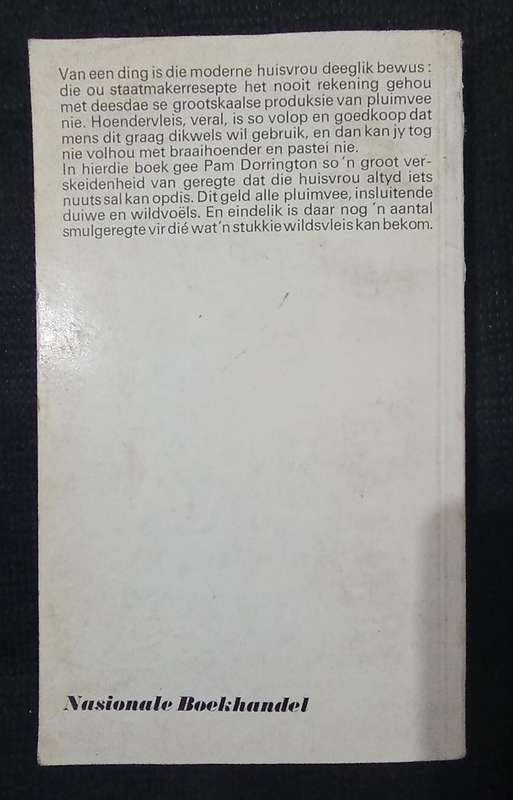 Van een ding is die moderne huisvrou deeglik bewus :
die ou staatmakerresepte het nooit rekening gehou
met deesdae se grootskaalse produksie van pluimvee
nie. Hoendervleis, veral, is so volop en goedkoop dat
mens dit graag dikwels wil gebruik, en dan kan jy tog
nie volhou met braaihoender en pastei nie.
In hierdie boek gee Pam Dorrington so 'n groot ver-
skeidenheid van geregte dat die huisvrou altyd iets
nuuts sal kan opdis. Dit geld alle pluimvee, insluitende
duiwe en wildvoëls. En eindelik is daar nog 'n aantal
smulgeregte vir dié wat 'n stukkie wildsvleis kan bekom.
Nasionale Boekhandel